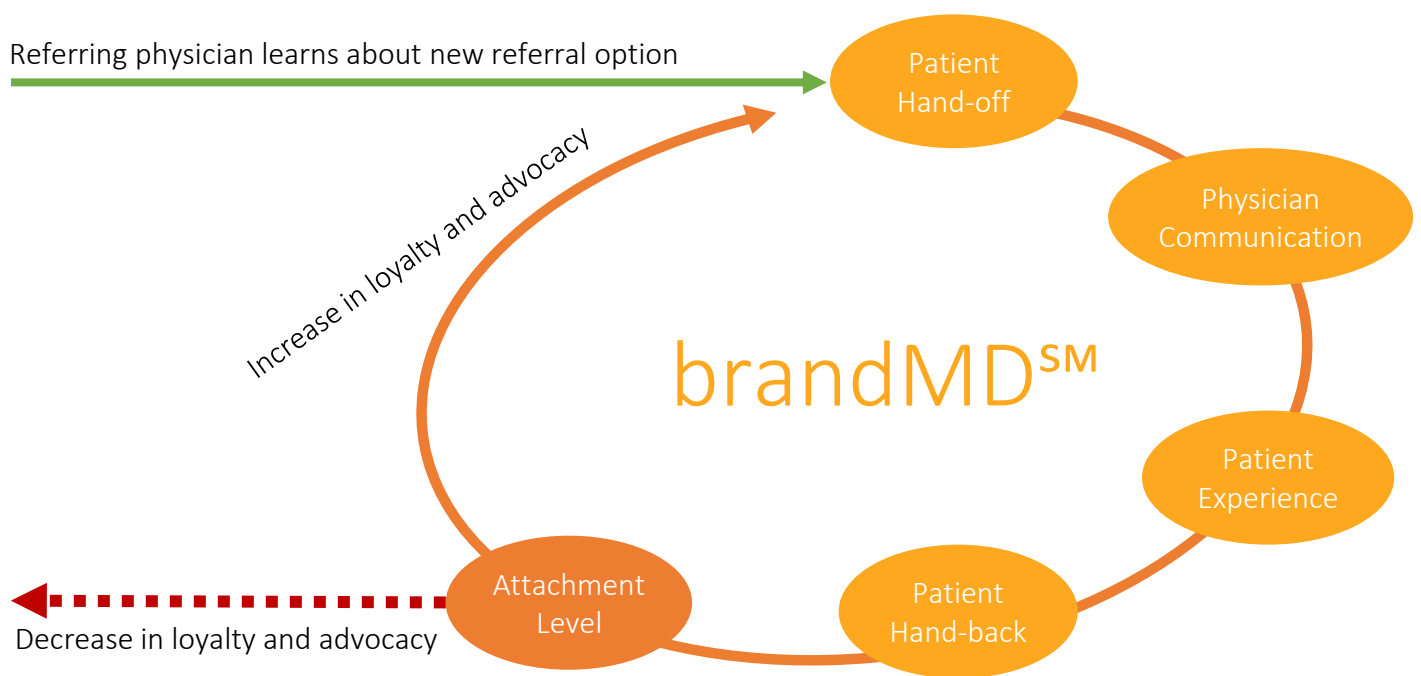 Referring physician learns about new referral option
Patient
Hand-off
Increase in loyalty and advocacy
Physician
Communication
brandMD℠
Patient
Experience
Attachment
Level
Patient
Hand-back
Decrease in loyalty and advocacy